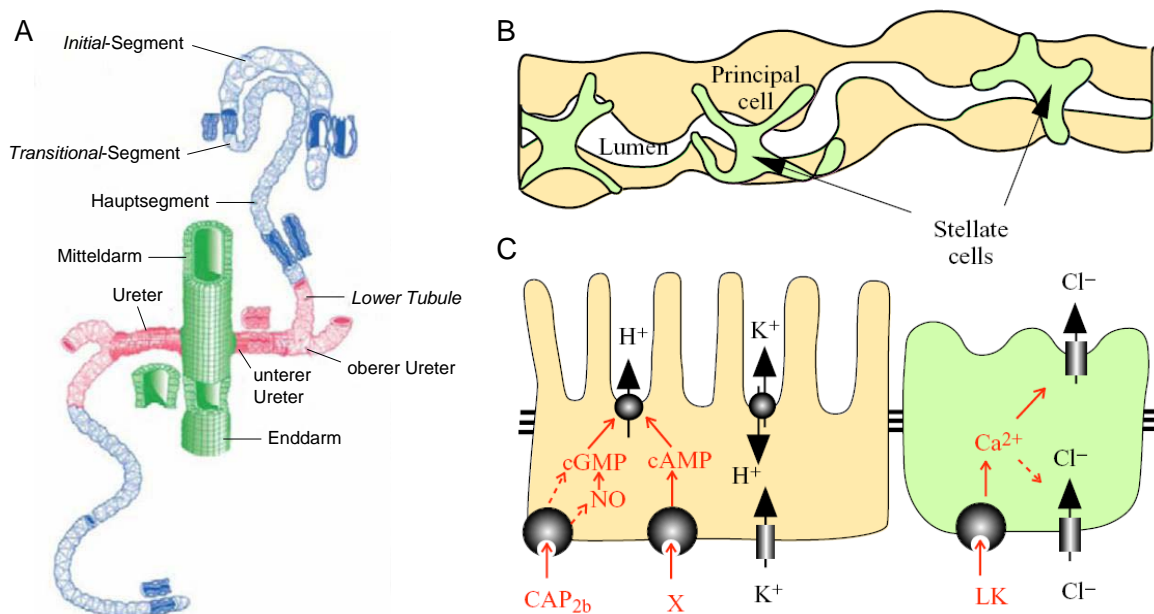 A
Initial-Segment
Transitional-Segment
Hauptsegment
Mitteldarm
Ureter
Lower Tubule
oberer Ureter
unterer
Ureter
Enddarm
B
Principal
cell
Lumen
Stellate
cells
C
H⁺
K⁺
cGMP
cAMP
NO
H⁺
CAP₂b
X
K⁺
Cl⁻
Ca²⁺
Cl⁻
LK
Cl⁻